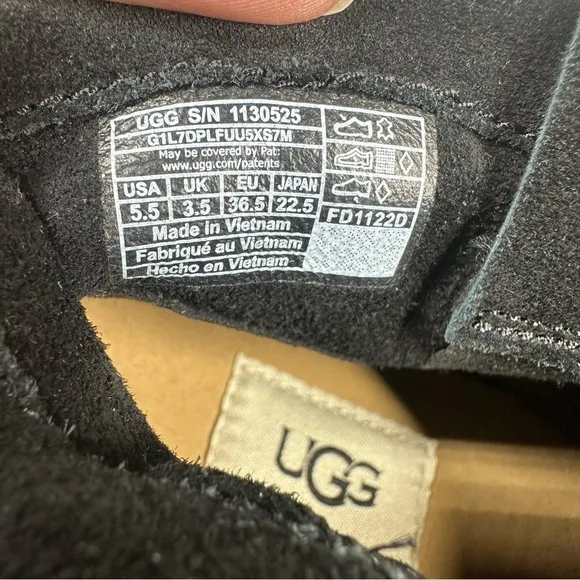 UGG S/N 1130525
G1L7DPLFUU5XS7M
May be covered by Pat:
www.ugg.com/patents
USA UK EU JAPAN
5.5 3.5 36.5 22.5 FD1122D
Made in Vietnam
Fabriqué au Vietnam
Hecho en Vietnam
UGG